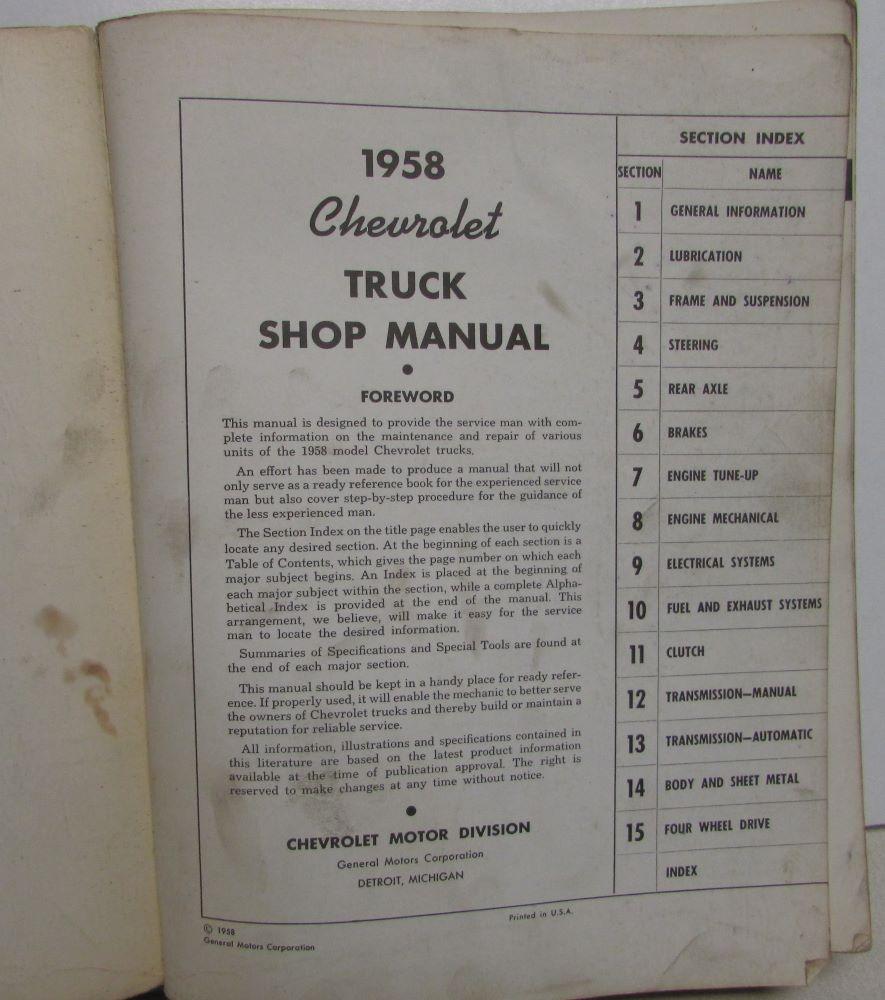 1958
Chevrolet
TRUCK
SHOP MANUAL
•
FOREWORD
This manual is designed to provide the service man with com-
plete information on the maintenance and repair of various
units of the 1958 model Chevrolet trucks.
An effort has been made to produce a manual that will not
only serve as a ready reference book for the experienced service
man but also cover step-by-step procedure for the guidance of
the less experienced man.
The Section Index on the title page enables the user to quickly
locate any desired section. At the beginning of each section is a
Table of Contents, which gives the page number on which each
major subject begins. An Index is placed at the beginning of
each major subject within the section, while a complete Alpha-
betical Index is provided at the end of the manual. This
arrangement, we believe, will make it easy for the service
man to locate the desired information.
Summaries of Specifications and Special Tools are found at
the end of each major section.
This manual should be kept in a handy place for ready refer-
ence. If properly used, it will enable the mechanic to better serve
the owners of Chevrolet trucks and thereby build or maintain a
reputation for reliable service.
All information, illustrations and specifications contained in
this literature are based on the latest product information
available at the time of publication approval. The right is
reserved to make changes at any time without notice.
•
CHEVROLET MOTOR DIVISION
General Motors Corporation
DETROIT, MICHIGAN
SECTION INDEX
SECTION NAME
1 GENERAL INFORMATION
2 LUBRICATION
3 FRAME AND SUSPENSION
4 STEERING
5 REAR AXLE
6 BRAKES
7 ENGINE TUNE-UP
8 ENGINE MECHANICAL
9 ELECTRICAL SYSTEMS
10 FUEL AND EXHAUST SYSTEMS
11 CLUTCH
12 TRANSMISSION—MANUAL
13 TRANSMISSION—AUTOMATIC
14 BODY AND SHEET METAL
15 FOUR WHEEL DRIVE
INDEX
© 1958
General Motors Corporation
Printed in U.S.A.